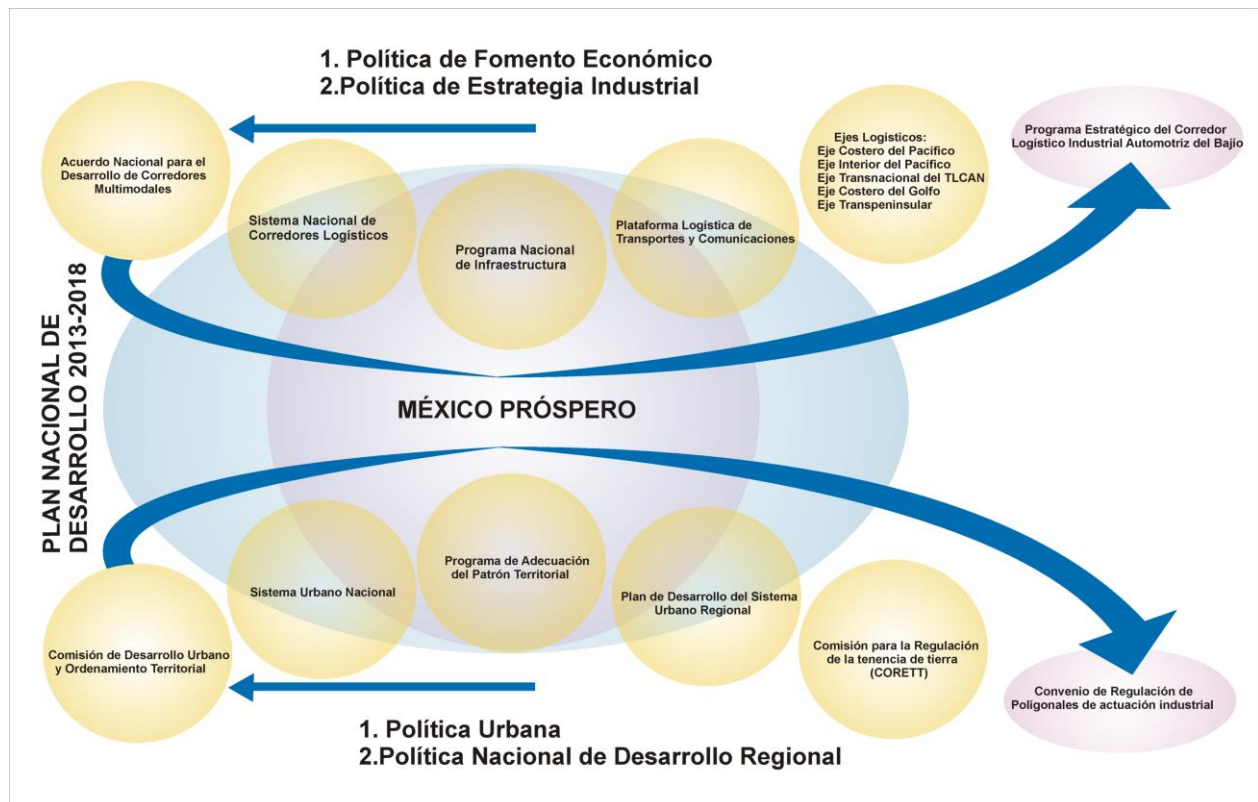 1. Política de Fomento Económico
2.Política de Estrategia Industrial
Acuerdo Nacional para el
Desarrollo de Corredores
Multimodales
Sistema Nacional de
Corredores Logísticos
Programa Nacional
de Infraestructura
Plataforma Logística de
Transportes y Comunicaciones
Ejes Logísticos:
Eje Costero del Pacífico
Eje Interior del Pacífico
Eje Transnacional del TLCAN
Eje Costero del Golfo
Eje Transpeninsular
Programa Estratégico del Corredor
Logístico Industrial Automotriz del Bajío
PLAN NACIONAL DE
DESARROLLO 2013-2018
MÉXICO PRÓSPERO
Comisión de Desarrollo Urbano
y Ordenamiento Territorial
Sistema Urbano Nacional
Programa de Adecuación
del Patrón Territorial
Plan de Desarrollo del Sistema
Urbano Regional
Comisión para la Regulación
de la tenencia de tierra
(CORETT)
Convenio de Regulación de
Poligonales de actuación industrial
1. Política Urbana
2.Política Nacional de Desarrollo Regional